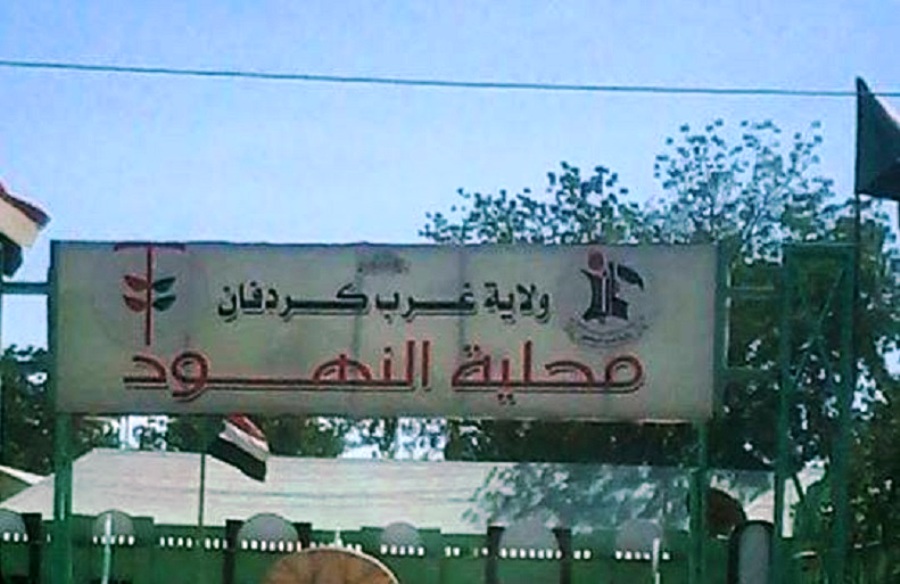 ولاية غرب كردفان
محلية النهود